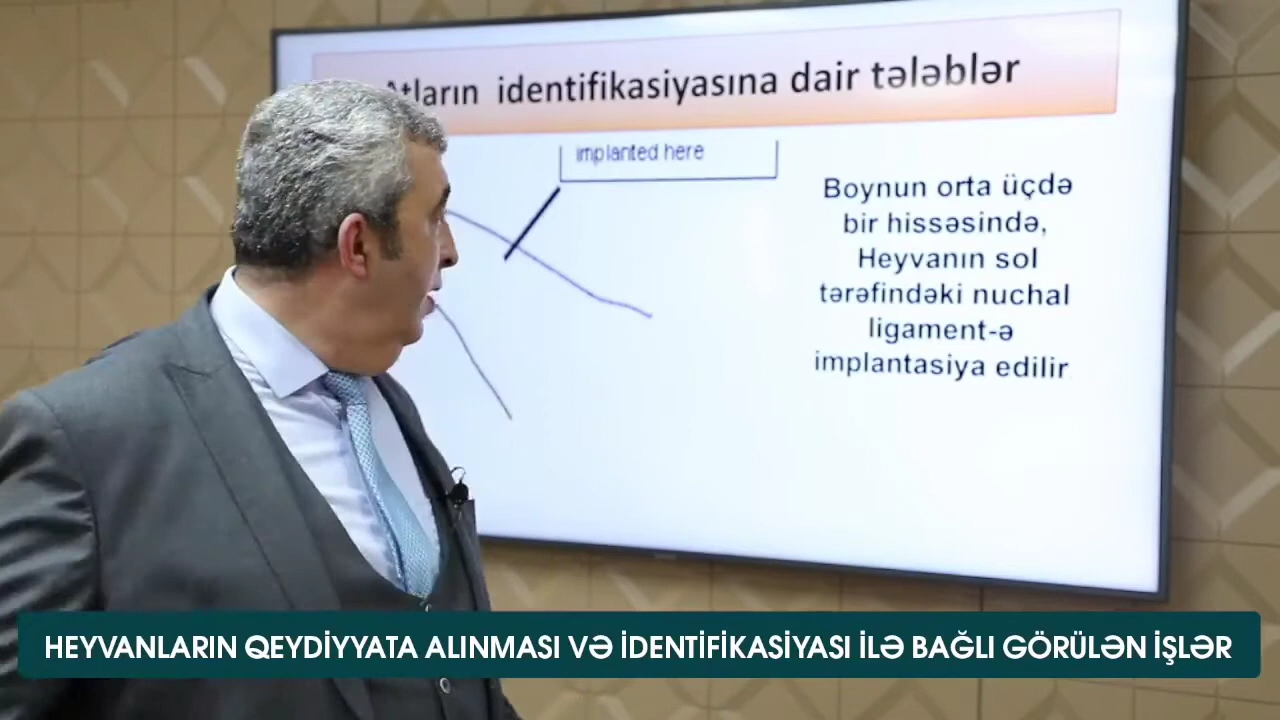 Atların identifikasiyasına dair tələblər
implanted here
Boynun orta üçdə
bir hissəsində,
Heyvanın sol
tərəfindəki nuchal
ligament-ə
implantasiya edilir
HEYVANLARIN QEYDİYYATA ALINMASI VƏ İDENTİFİKASİYASI İLƏ BAĞLI GÖRÜLƏN İŞLƏR